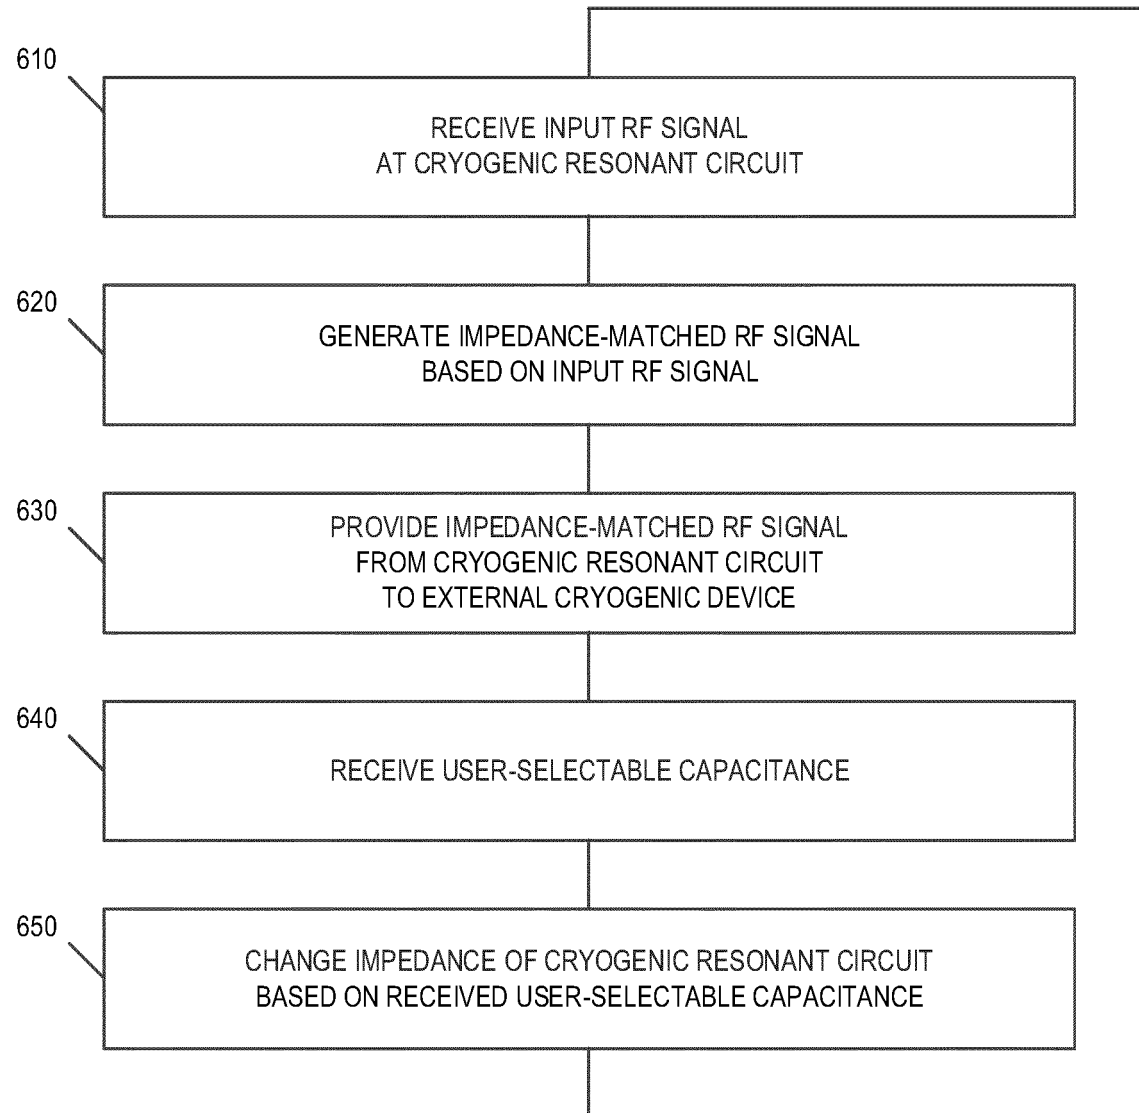 610
RECEIVE INPUT RF SIGNAL
AT CRYOGENIC RESONANT CIRCUIT
620
GENERATE IMPEDANCE-MATCHED RF SIGNAL
BASED ON INPUT RF SIGNAL
630
PROVIDE IMPEDANCE-MATCHED RF SIGNAL
FROM CRYOGENIC RESONANT CIRCUIT
TO EXTERNAL CRYOGENIC DEVICE
640
RECEIVE USER-SELECTABLE CAPACITANCE
650
CHANGE IMPEDANCE OF CRYOGENIC RESONANT CIRCUIT
BASED ON RECEIVED USER-SELECTABLE CAPACITANCE